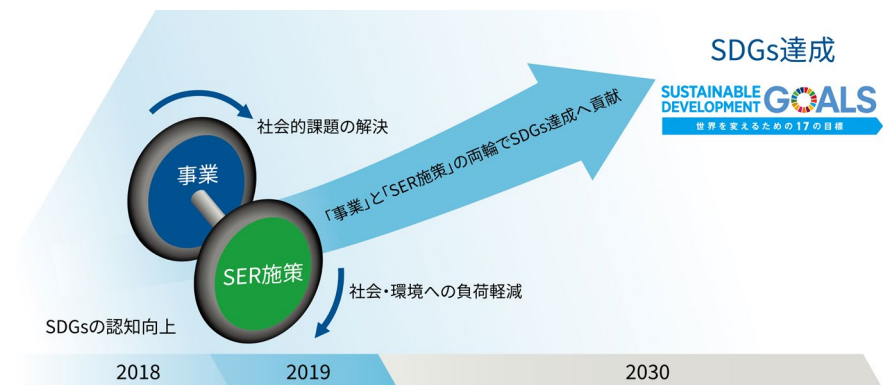 SDGs達成
SUSTAINABLE
DEVELOPMENT
GOALS
世界を変えるための17の目標
社会的課題の解決
事業
「事業」と「SER施策」の両輪でSDGs達成へ貢献
SER施策
社会・環境への負荷軽減
SDGsの認知向上
2018
2019
2030